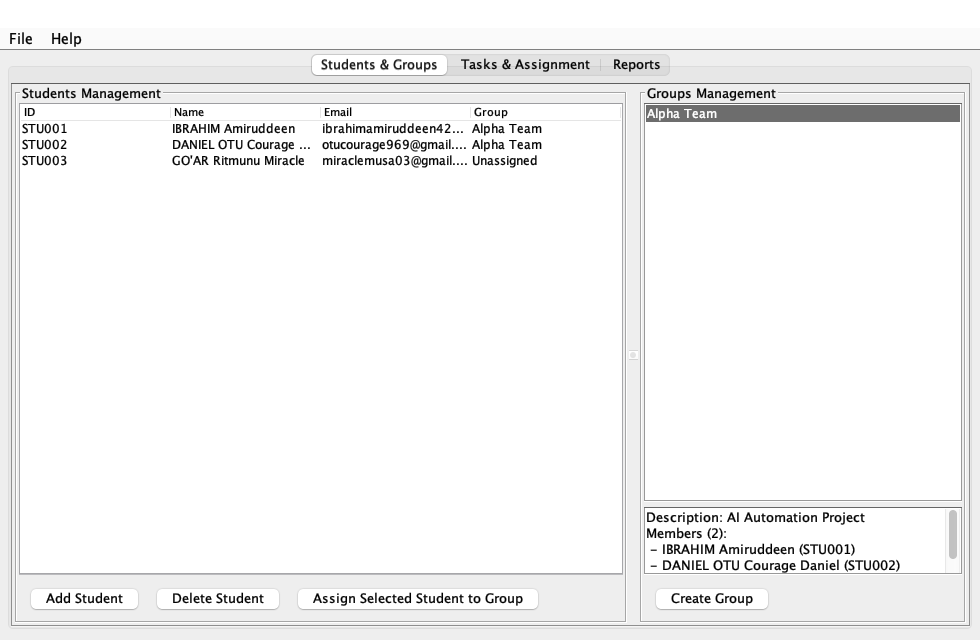 File Help
Students & Groups Tasks & Assignment Reports
Students Management
ID Name Email Group
STU001 IBRAHIM Amiruddeen ibrahimamiruddeen42... Alpha Team
STU002 DANIEL OTU Courage ... otucourage969@gmail.... Alpha Team
STU003 GO'AR Ritmunu Miracle miraclemusa03@gmail.... Unassigned
Add Student Delete Student Assign Selected Student to Group
Groups Management
Alpha Team
Description: AI Automation Project
Members (2):
– IBRAHIM Amiruddeen (STU001)
– DANIEL OTU Courage Daniel (STU002)
Create Group